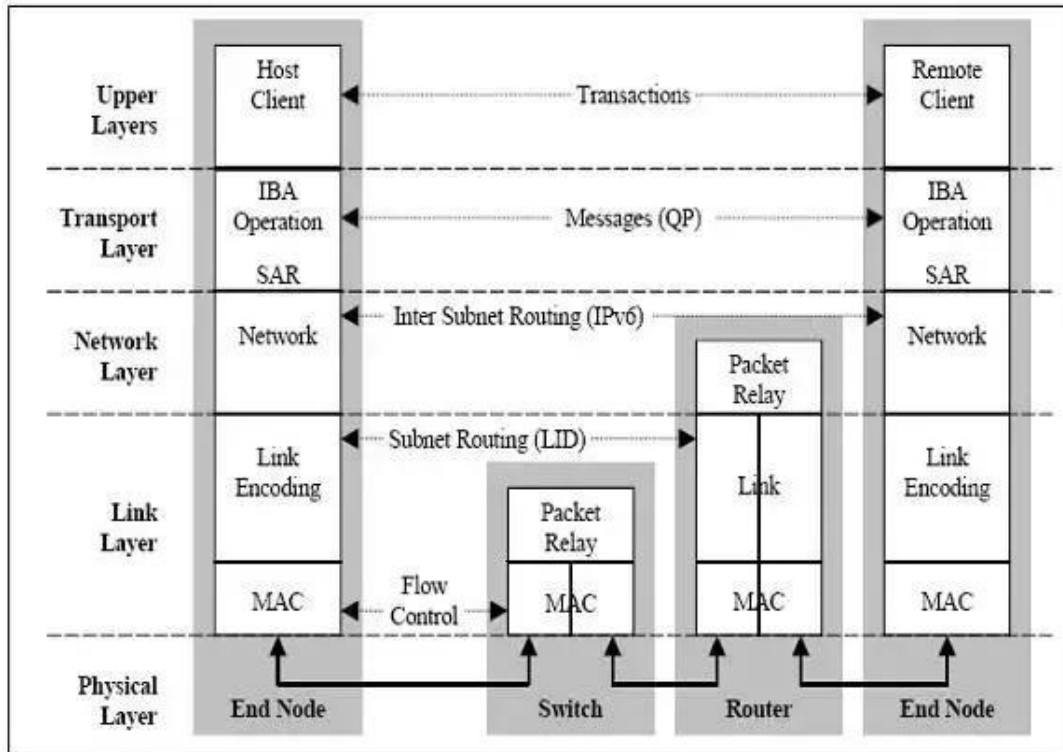 Upper
Layers
Host
Client
Transactions
Remote
Client
Transport
Layer
IBA
Operation
SAR
Messages (QP)
IBA
Operation
SAR
Network
Layer
Network
Inter Subnet Routing (IPv6)
Packet
Relay
Network
Link
Layer
Link
Encoding
Subnet Routing (LID)
Packet
Relay
Link
Link
Encoding
MAC
Flow
Control
MAC
MAC
MAC
Physical
Layer
End Node
Switch
Router
End Node